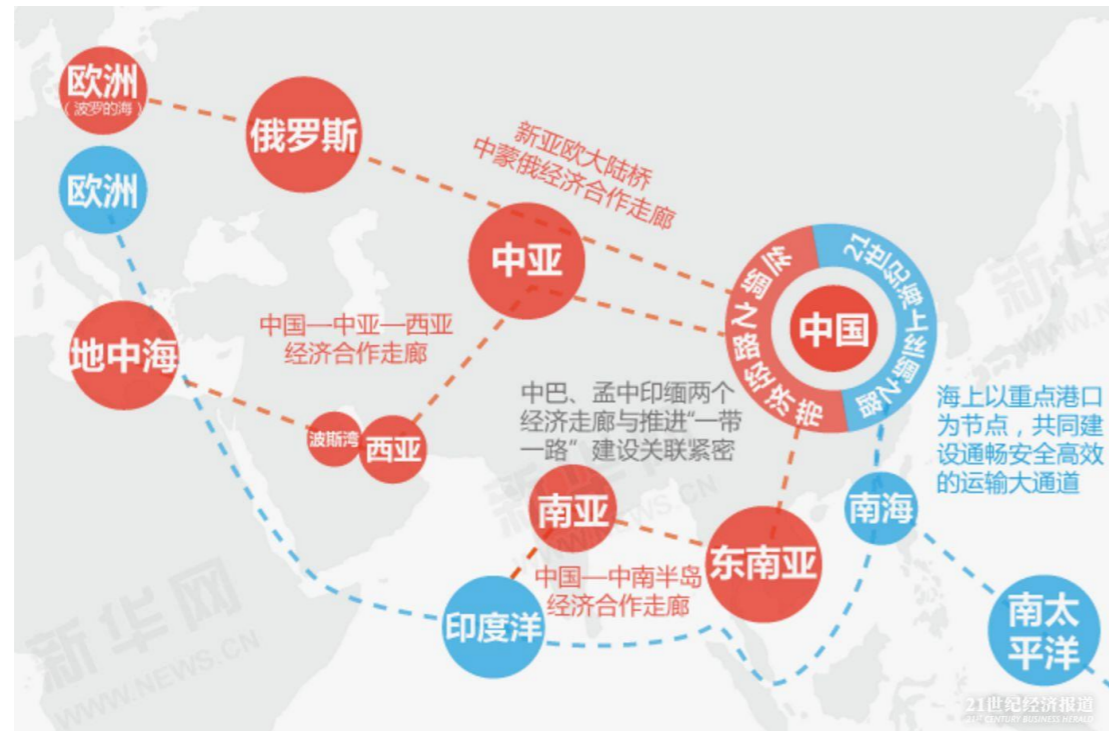 欧洲
（波罗的海）
俄罗斯
新亚欧大陆桥
中蒙俄经济合作走廊
欧洲
中亚
丝绸之路经济带
21世纪海上丝绸之路
中国
地中海
中国—中亚—西亚
经济合作走廊
波斯湾
西亚
中巴、孟中印缅两个
经济走廊与推进“一带
一路”建设关联紧密
海上以重点港口
为节点，共同建
设通畅安全高效
的运输大通道
南亚
南海
东南亚
中国—中南半岛
经济合作走廊
印度洋
南太
平洋
新华网
WWW.NEWS.CN
21世纪经济报道
21ST CENTURY BUSINESS HERALD